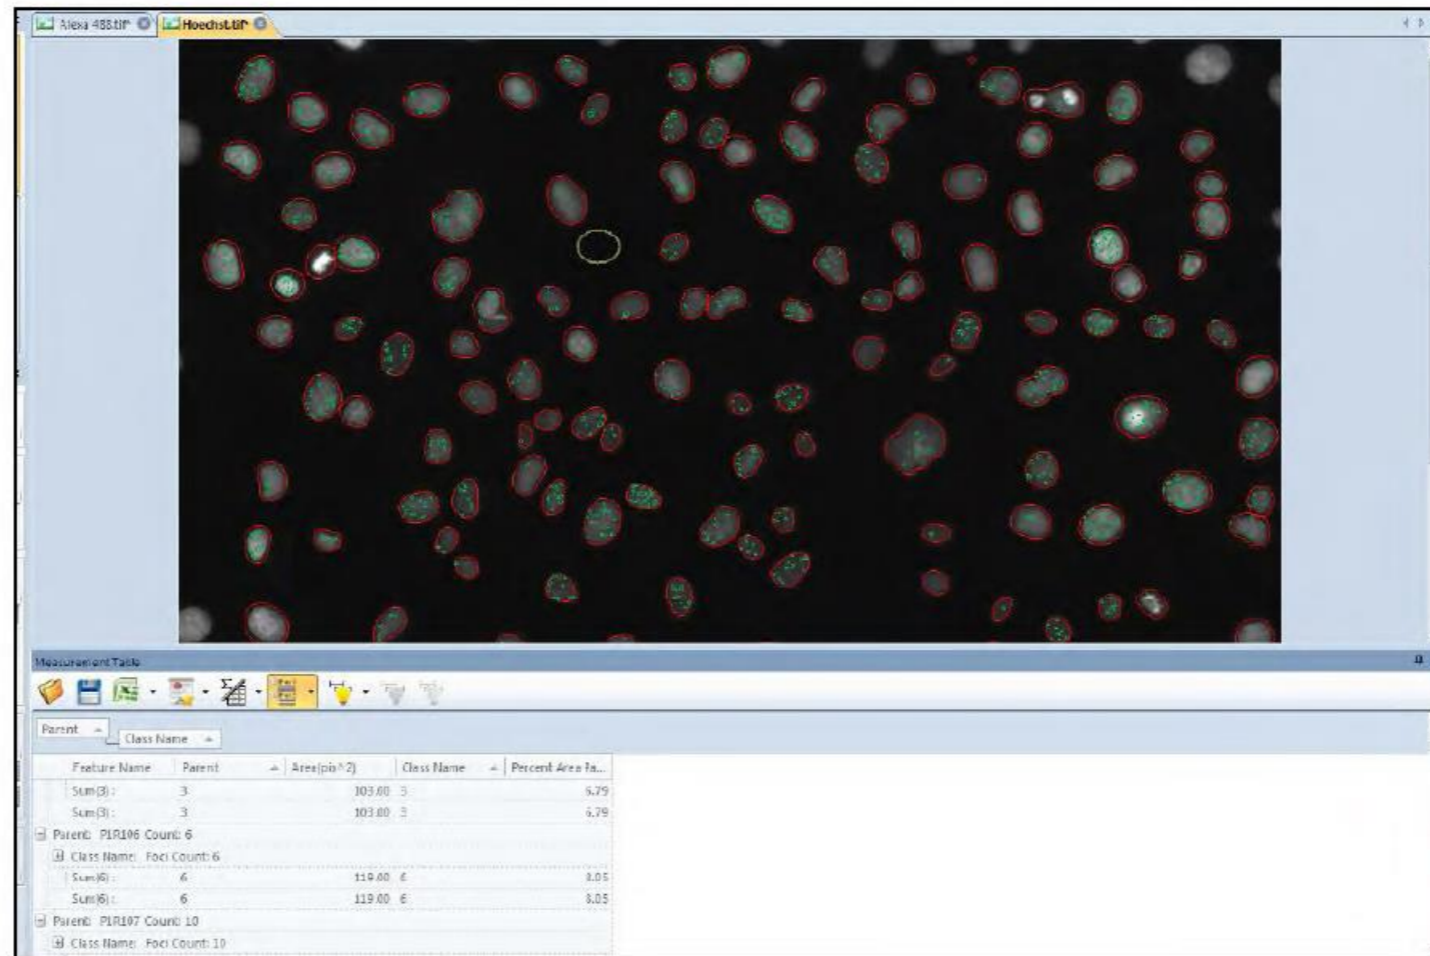 Alexa 488.tif* Hoechst.tif*
Measurement Table
Parent
Class Name
Feature Name Parent Area(pix^2) Class Name Percent Area Pa...
Sum(3) : 3 103.00 3 6.79
Sum(3) : 3 103.00 3 6.79
Parent: P1R106 Count: 6
Class Name: Foci Count: 6
Sum(6) : 6 119.00 6 8.05
Sum(6) : 6 119.00 6 8.05
Parent: P1R107 Count: 10
Class Name: Foci Count: 10